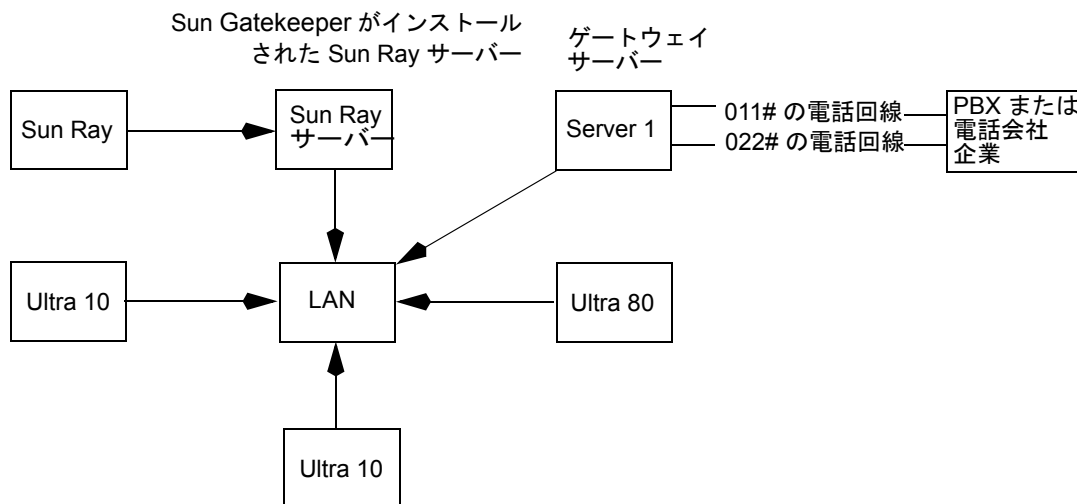 Sun Gatekeeper がインストール
された Sun Ray サーバー
ゲートウェイ
サーバー
Sun Ray
Sun Ray
サーバー
Server 1
011# の電話回線
022# の電話回線
PBX または
電話会社
企業
Ultra 10
LAN
Ultra 80
Ultra 10